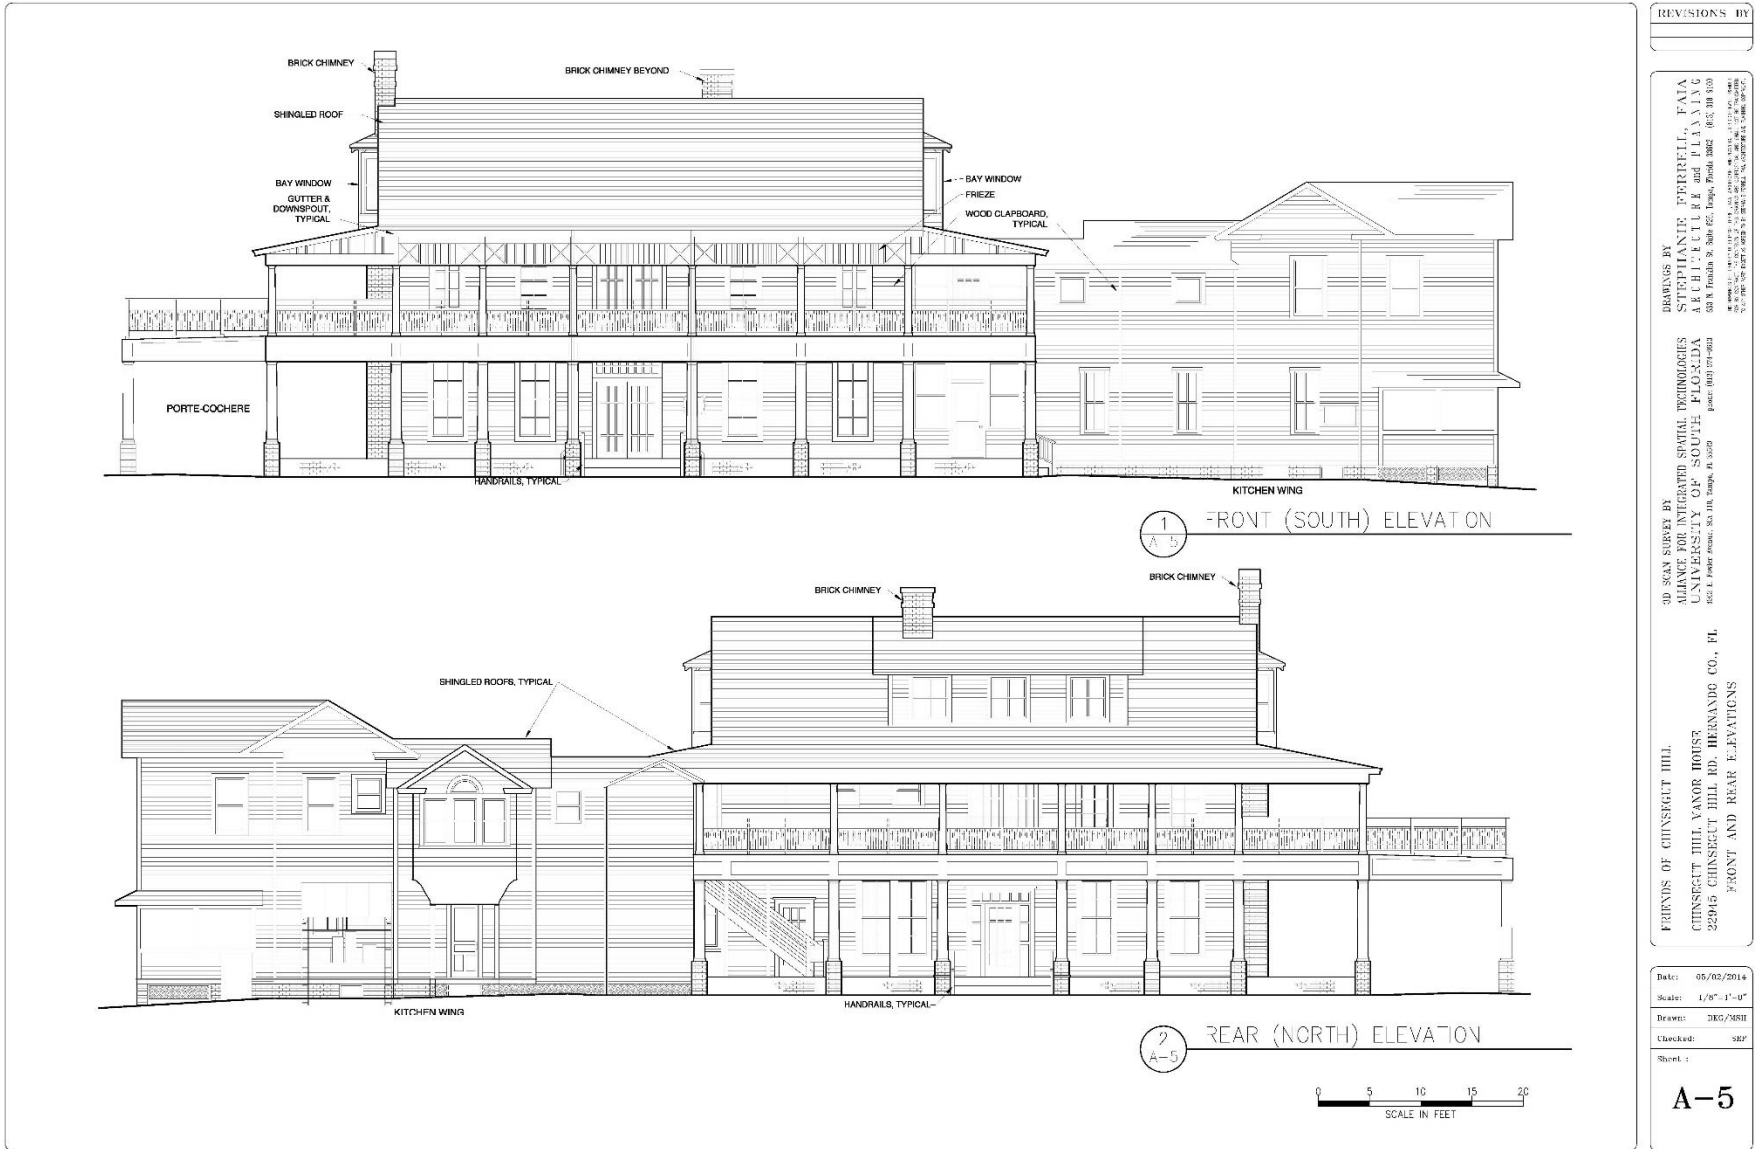 BRICK CHIMNEY
BRICK CHIMNEY BEYOND
SHINGLED ROOF
BAY WINDOW
GUTTER &
DOWNSPOUT,
TYPICAL
BAY WINDOW
FRIEZE
WOOD CLAPBOARD,
TYPICAL
PORTE-COCHERE
HANDRAILS, TYPICAL
KITCHEN WING
1
A-5
FRONT (SOUTH) ELEVATION
BRICK CHIMNEY
BRICK CHIMNEY
SHINGLED ROOFS, TYPICAL
HANDRAILS, TYPICAL
KITCHEN WING
2
A-5
REAR (NORTH) ELEVATION
0 5 10 15 20
SCALE IN FEET
REVISIONS BY
DRAWINGS BY
STEPHANIE FERRELL, FAIA
ARCHITECTURE and PLANNING
3D SCAN SURVEY BY
ALLIANCE FOR INTEGRATED SPATIAL TECHNOLOGIES
UNIVERSITY OF SOUTH FLORIDA
FRIENDS OF CHINSEGUT HILL
CHINSEGUT HILL MANOR HOUSE
22945 CHINSEGUT HILL RD. HERNANDO CO., FL
FRONT AND REAR ELEVATIONS
Date: 05/02/2014
Scale: 1/8"=1'-0"
Drawn: DKG/MSH
Checked: SKF
Sheet :
A-5